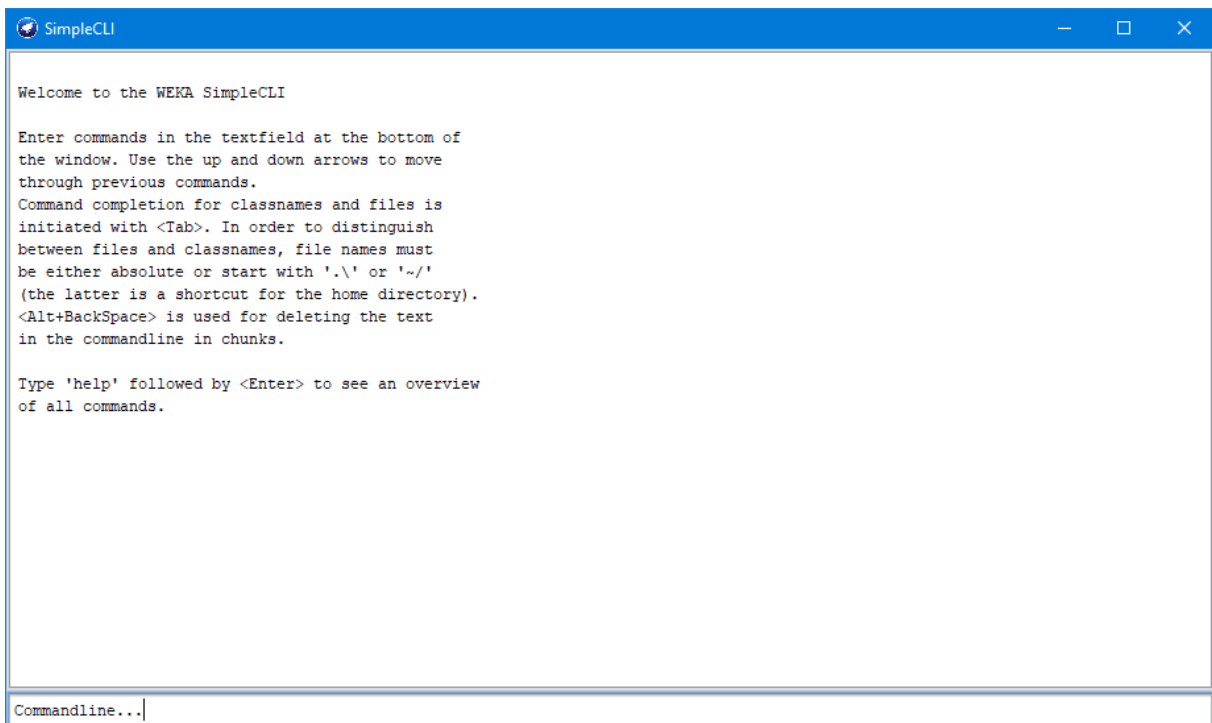 SimpleCLI
Welcome to the WEKA SimpleCLI
Enter commands in the textfield at the bottom of
the window. Use the up and down arrows to move
through previous commands.
Command completion for classnames and files is
initiated with <Tab>. In order to distinguish
between files and classnames, file names must
be either absolute or start with '.\' or '~/'
(the latter is a shortcut for the home directory).
<Alt+BackSpace> is used for deleting the text
in the commandline in chunks.
Type 'help' followed by <Enter> to see an overview
of all commands.
Commandline...